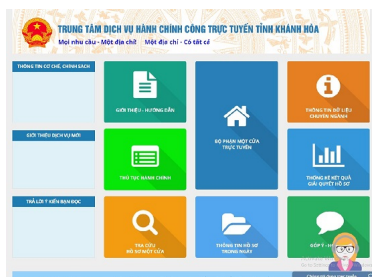 TRUNG TÂM DỊCH VỤ HÀNH CHÍNH CÔNG TRỰC TUYẾN TỈNH KHÁNH HÒA
Mọi nhu cầu - Một địa chỉ Một địa chỉ - Có tất cả
THÔNG TIN CƠ CHẾ, CHÍNH SÁCH
GIỚI THIỆU - HƯỚNG DẪN
BỘ PHẬN MỘT CỬA
TRỰC TUYẾN
THÔNG TIN DỮ LIỆU
CHUYÊN NGÀNH
GIỚI THIỆU DỊCH VỤ MỚI
THỦ TỤC HÀNH CHÍNH
THỐNG KÊ KẾT QUẢ
GIẢI QUYẾT HỒ SƠ
TRẢ LỜI Ý KIẾN BẠN ĐỌC
TRA CỨU
HỒ SƠ MỘT CỬA
THÔNG TIN HỒ SƠ
TRONG NGÀY
GÓP Ý - H